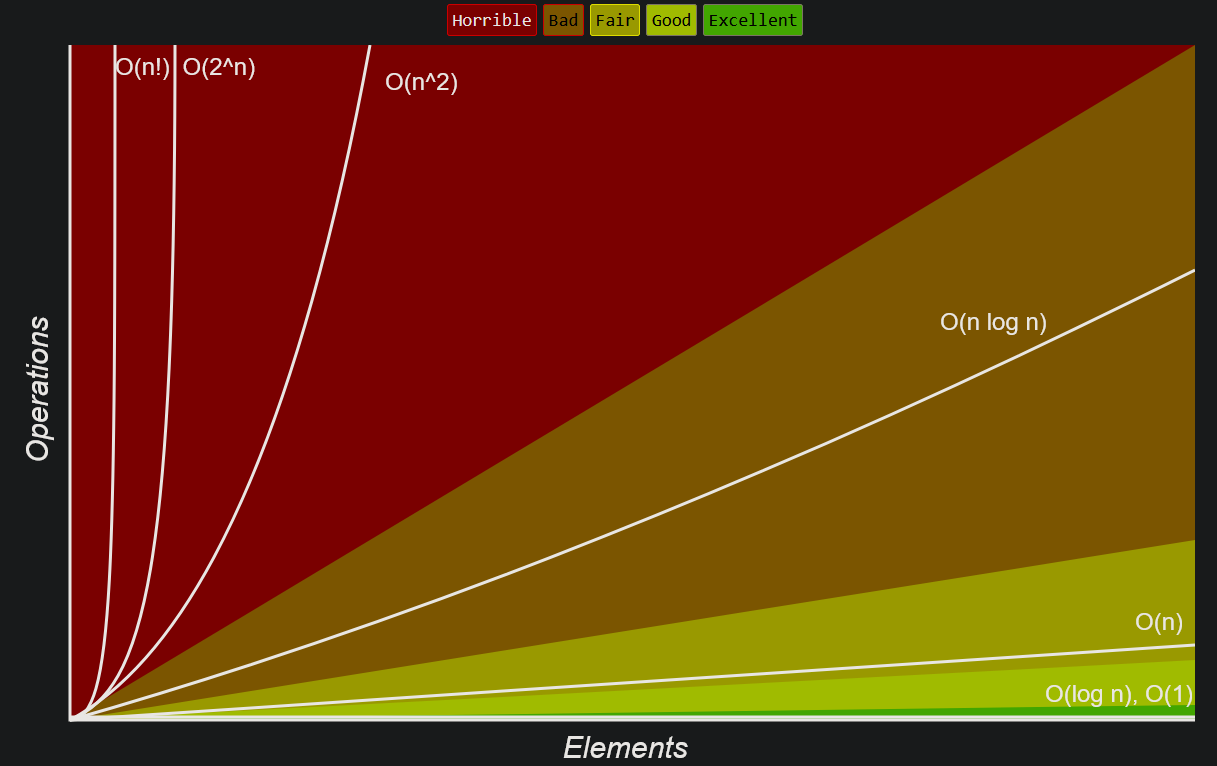 Horrible Bad Fair Good Excellent
O(n!) O(2^n)
O(n^2)
O(n log n)
O(n)
O(log n), O(1)
Operations
Elements